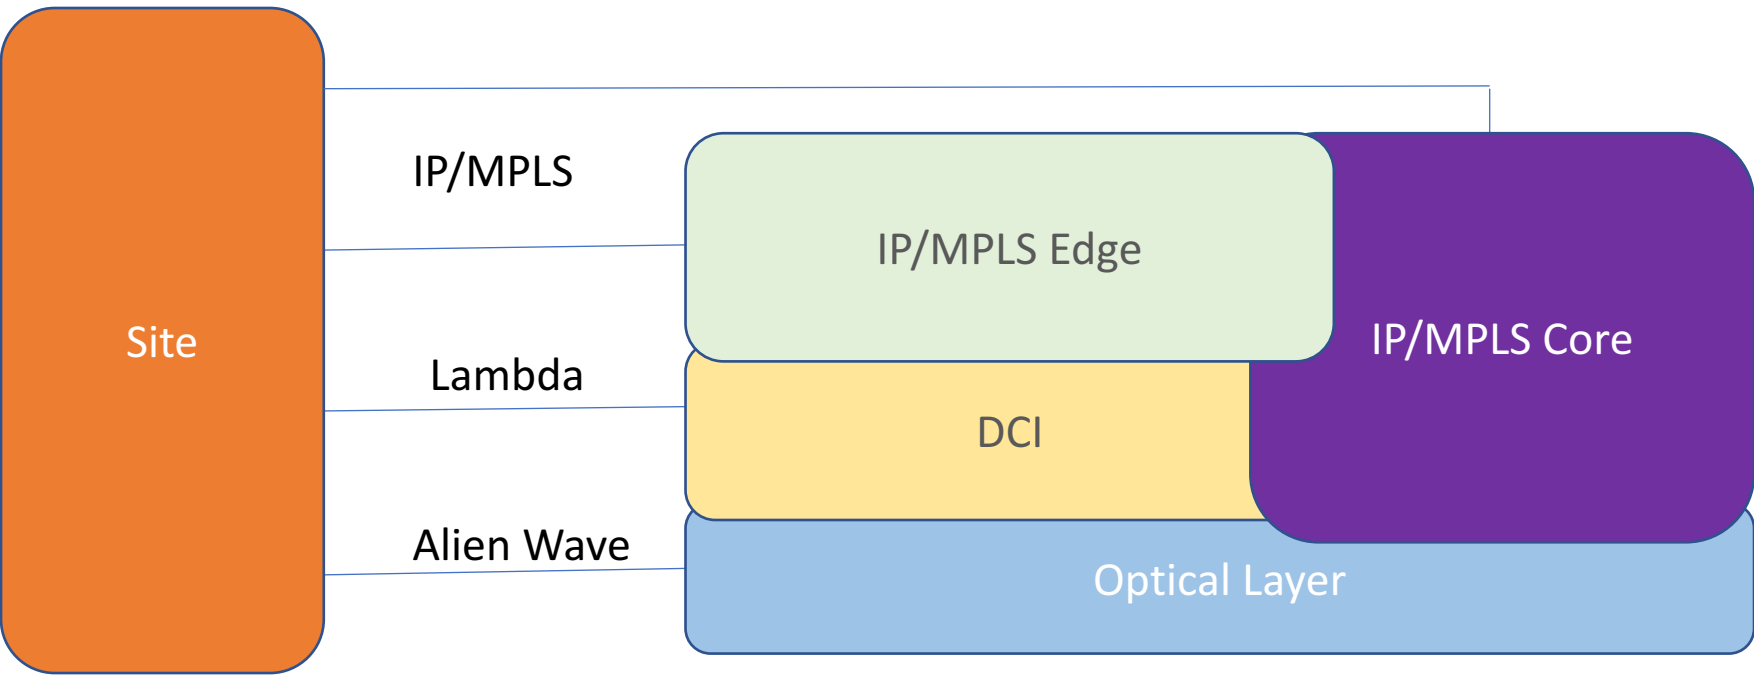 IP/MPLS
IP/MPLS Edge
Site
IP/MPLS Core
Lambda
DCI
Alien Wave
Optical Layer